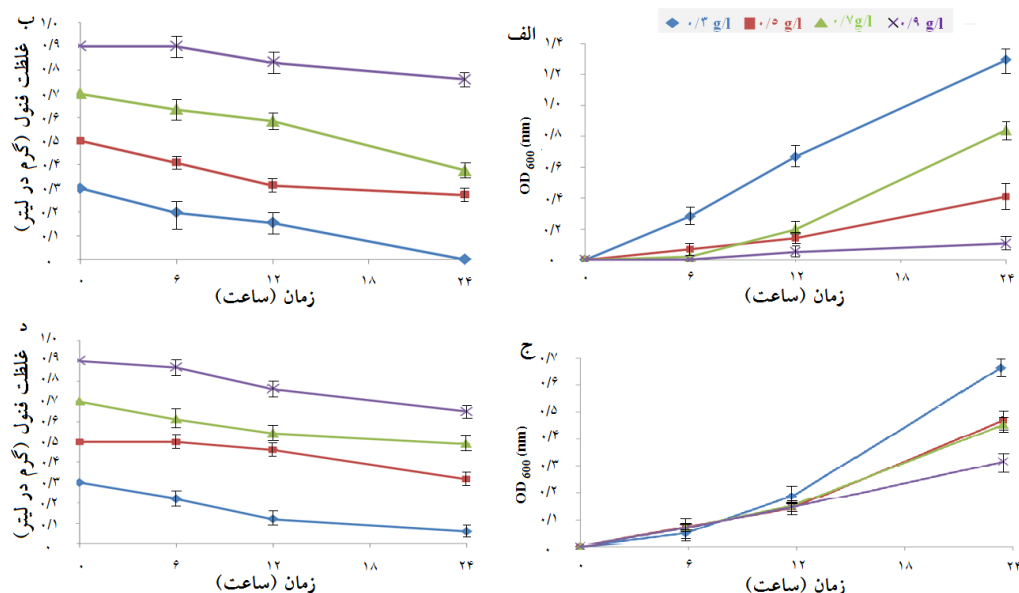 ۰/۳ g/l ۰/۵ g/l ۰/۷g/l ۰/۹ g/l
الف
OD 600 (nm)
۱/۴
۱/۲
۱/۰
۰/۸
۰/۶
۰/۴
۰/۲
۰
۰ ۶ ۱۲ ۱۸ ۲۴
زمان (ساعت)
غلظت فنول (گرم در لیتر)
۱/۰
۰/۹
۰/۸
۰/۷
۰/۶
۰/۵
۰/۴
۰/۳
۰/۲
۰/۱
۰
۰ ۶ ۱۲ ۱۸ ۲۴
زمان (ساعت)
ج
OD 600 (nm)
۰/۷
۰/۶
۰/۵
۰/۴
۰/۳
۰/۲
۰/۱
۰
۰ ۶ ۱۲ ۱۸ ۲۴
زمان (ساعت)
غلظت فنول (گرم در لیتر)
۱/۰
۰/۹
۰/۸
۰/۷
۰/۶
۰/۵
۰/۴
۰/۳
۰/۲
۰/۱
۰
۰ ۶ ۱۲ ۱۸ ۲۴
زمان (ساعت)